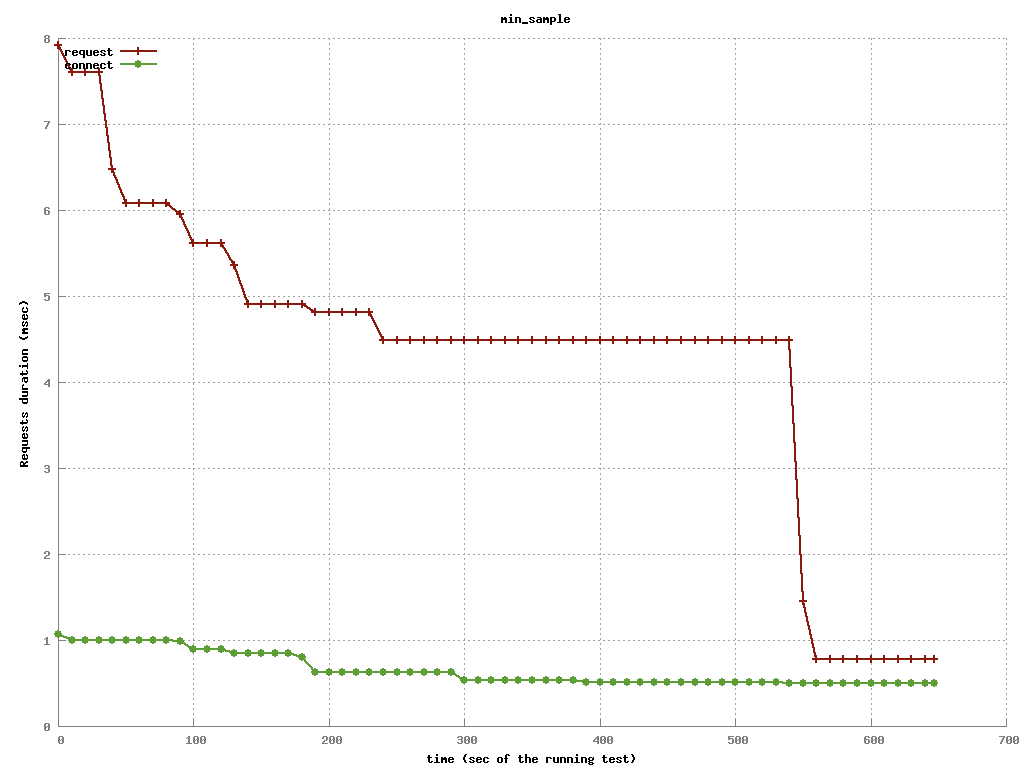 min_sample
request
connect
Requests duration (msec)
8
7
6
5
4
3
2
1
0
0 100 200 300 400 500 600 700
time (sec of the running test)